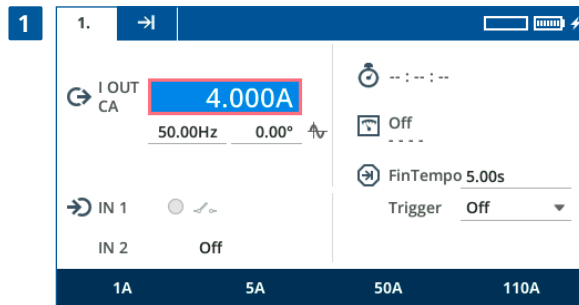 1
1.
I OUT
CA
4.000A
50.00Hz 0.00°
IN 1
IN 2 Off
-- : -- : --
Off
- - - -
FinTempo 5.00s
Trigger Off
1A 5A 50A 110A